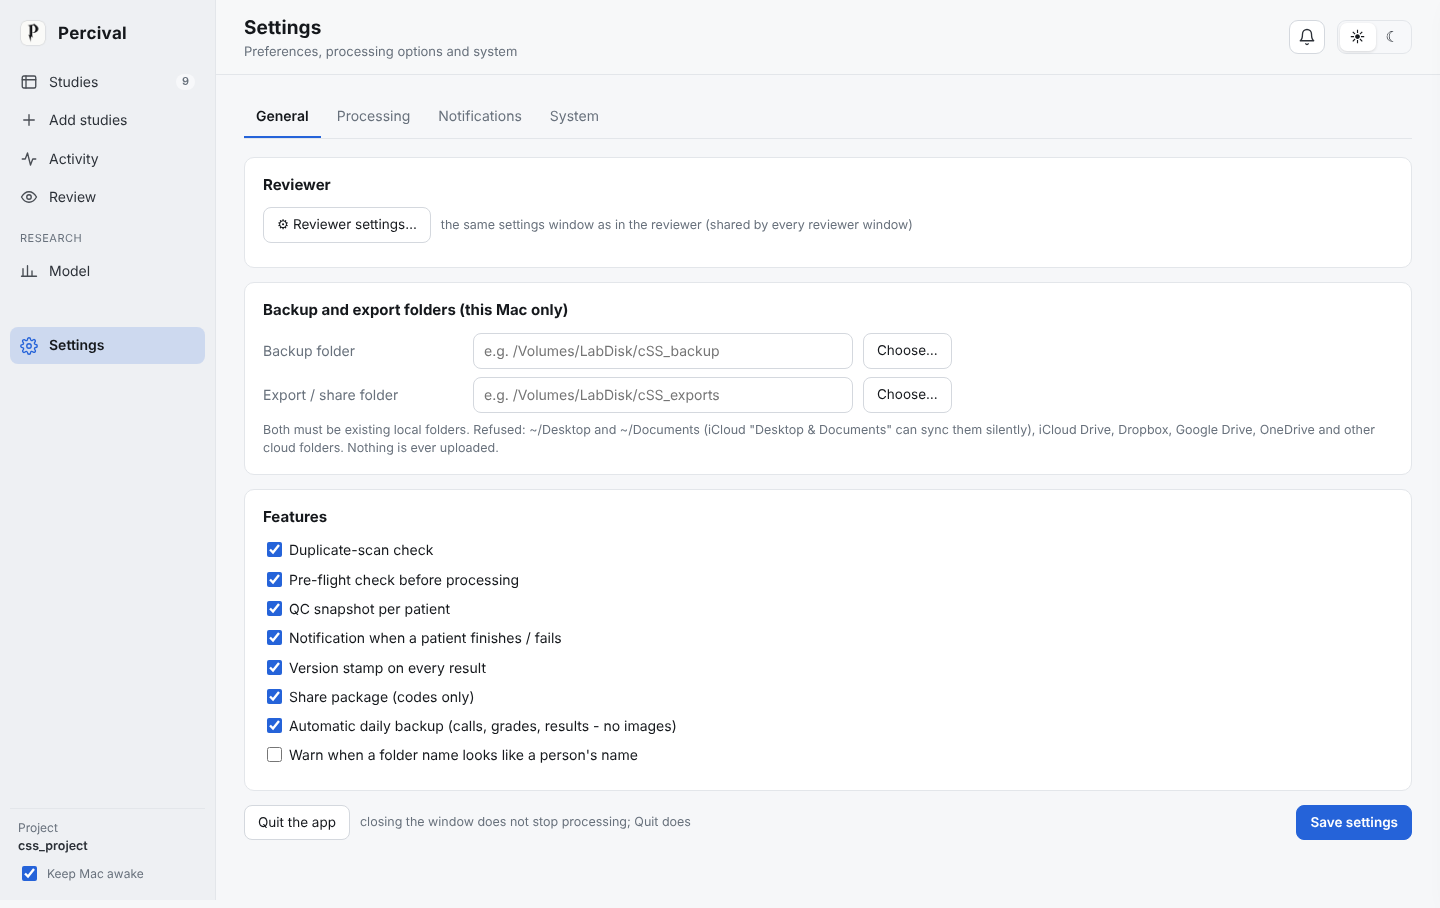 Percival
Studies 9
Add studies
Activity
Review
RESEARCH
Model
Settings
Project
css_project
Keep Mac awake
Settings
Preferences, processing options and system
General Processing Notifications System
Reviewer
Reviewer settings... the same settings window as in the reviewer (shared by every reviewer window)
Backup and export folders (this Mac only)
Backup folder e.g. /Volumes/LabDisk/cSS_backup Choose...
Export / share folder e.g. /Volumes/LabDisk/cSS_exports Choose...
Both must be existing local folders. Refused: ~/Desktop and ~/Documents (iCloud "Desktop & Documents" can sync them silently), iCloud Drive, Dropbox, Google Drive, OneDrive and other
cloud folders. Nothing is ever uploaded.
Features
Duplicate-scan check
Pre-flight check before processing
QC snapshot per patient
Notification when a patient finishes / fails
Version stamp on every result
Share package (codes only)
Automatic daily backup (calls, grades, results - no images)
Warn when a folder name looks like a person's name
Quit the app closing the window does not stop processing; Quit does Save settings